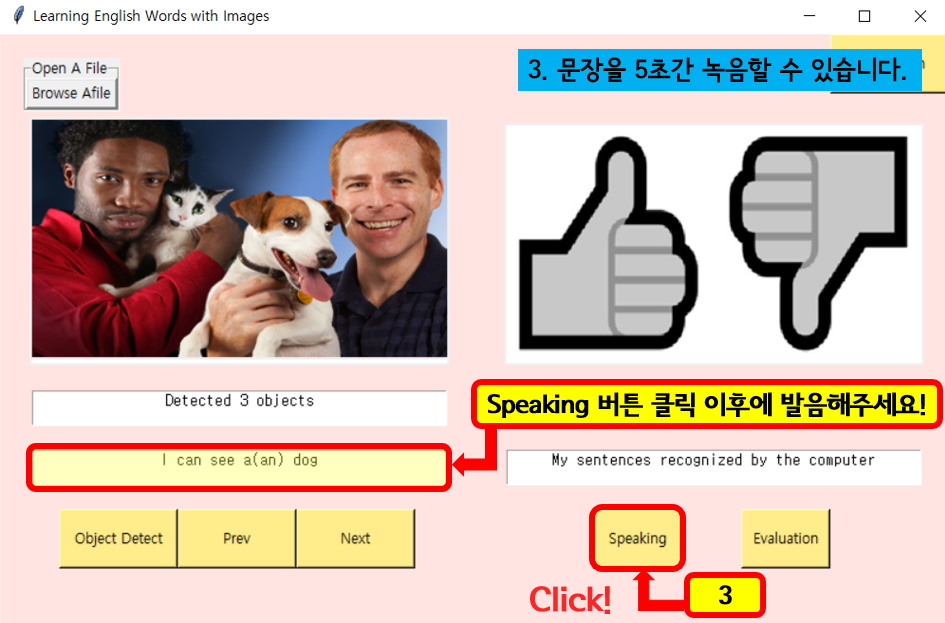 Learning English Words with Images
Open A File
Browse Afile
3. 문장을 5초간 녹음할 수 있습니다.
Detected 3 objects
Speaking 버튼 클릭 이후에 발음해주세요!
I can see a(an) dog
My sentences recognized by the computer
Object Detect
Prev
Next
Speaking
Evaluation
Click!
3